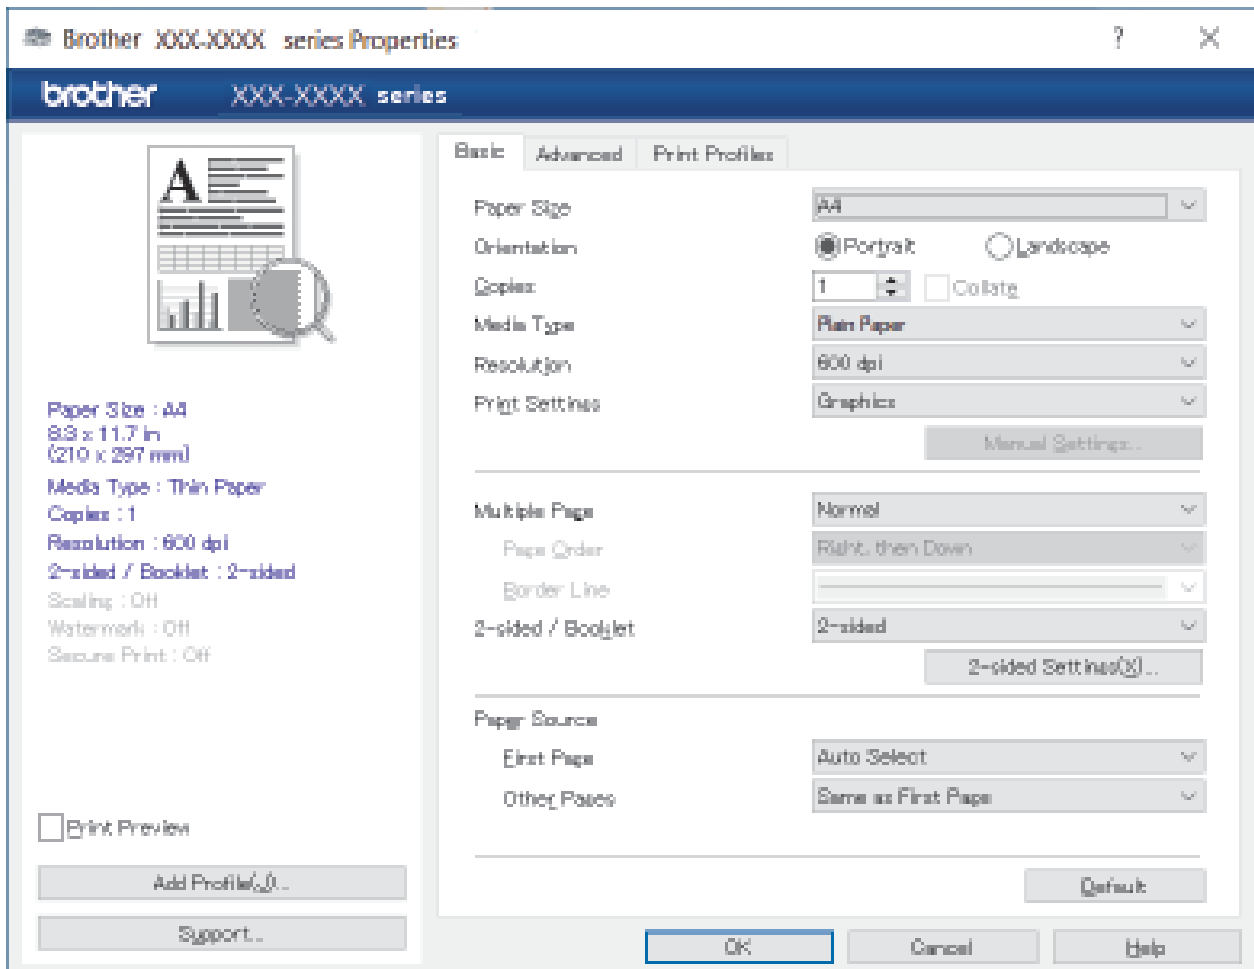 Brother XXX-XXXX series Properties
?
brother XXX-XXXX series
A
Paper Size : A4
8.3 x 11.7 in
(210 x 297 mm)
Media Type : Thin Paper
Copies : 1
Resolution : 600 dpi
2-sided / Booklet : 2-sided
Scaling : Off
Watermark : Off
Secure Print : Off
Print Preview
Add Profile(J)...
Support...
Basic Advanced Print Profiles
Paper Size A4
Orientation Portrait Landscape
Copies 1 Collate
Media Type Plain Paper
Resolution 600 dpi
Print Settings Graphics
Manual Settings...
Multiple Page Normal
Page Order Right, then Down
Border Line
2-sided / Booklet 2-sided
2-sided Settings(X)...
Paper Source
First Page Auto Select
Other Pages Same as First Page
Default
OK Cancel Help